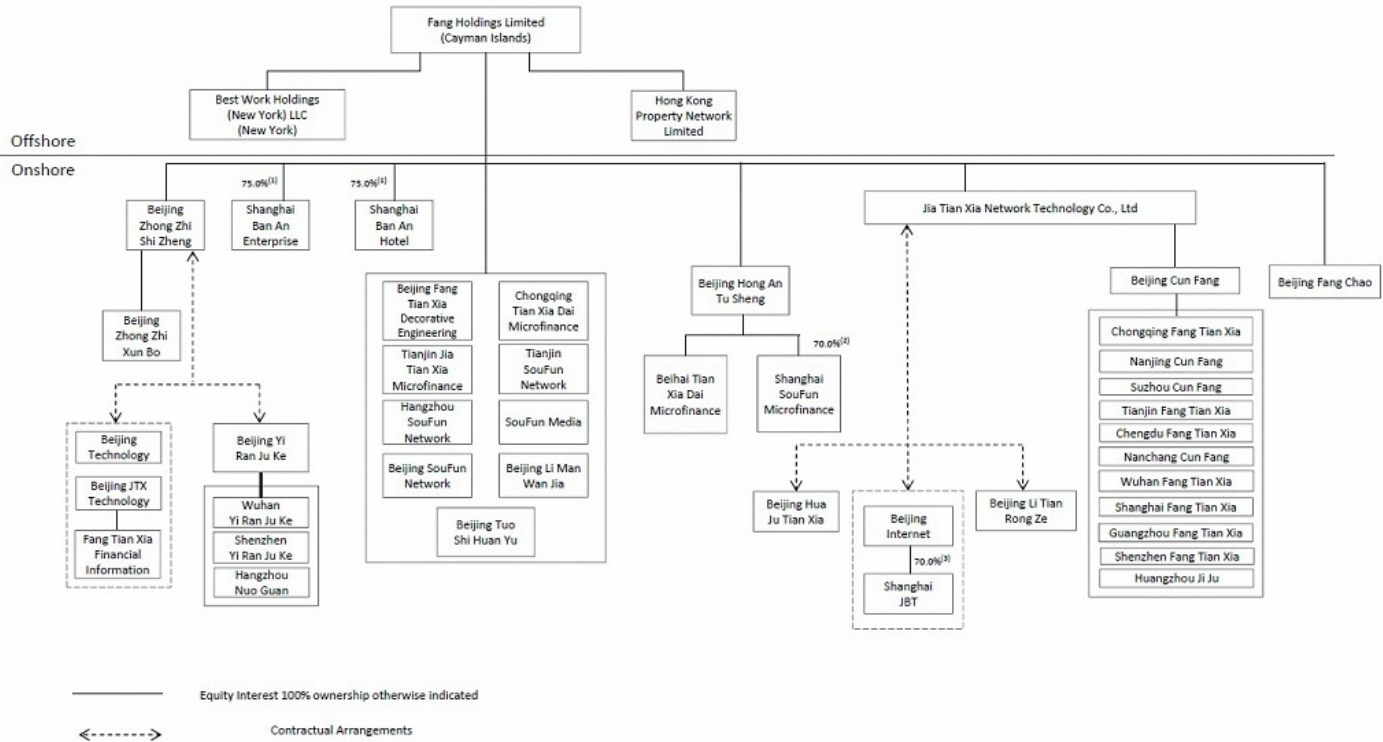 Fang Holdings Limited
(Cayman Islands)
Best Work Holdings
(New York) LLC
(New York)
Hong Kong
Property Network
Limited
Offshore
Onshore
75.0%(1)
75.0%(1)
Beijing
Zhong Zhi
Shi Zheng
Shanghai
Ban An
Enterprise
Shanghai
Ban An
Hotel
Jia Tian Xia Network Technology Co., Ltd
Beijing
Zhong Zhi
Xun Bo
Beijing Hong An
Tu Sheng
Beijing Cun Fang
Beijing Fang Chao
Beijing Fang
Tian Xia
Decorative
Engineering
Chongqing
Tian Xia Dai
Microfinance
Tianjin Jia
Tian Xia
Microfinance
Tianjin
SouFun
Network
Hangzhou
SouFun
Network
SouFun Media
Beijing SouFun
Network
Beijing Li Man
Wan Jia
Beijing Tuo
Shi Huan Yu
70.0%(2)
Beihai Tian
Xia Dai
Microfinance
Shanghai
SouFun
Microfinance
Chongqing Fang Tian Xia
Nanjing Cun Fang
Suzhou Cun Fang
Tianjin Fang Tian Xia
Chengdu Fang Tian Xia
Nanchang Cun Fang
Wuhan Fang Tian Xia
Shanghai Fang Tian Xia
Guangzhou Fang Tian Xia
Shenzhen Fang Tian Xia
Huangzhou Ji Ju
Beijing
Technology
Beijing JTX
Technology
Fang Tian Xia
Financial
Information
Beijing Yi
Ran Ju Ke
Wuhan
Yi Ran Ju Ke
Shenzhen
Yi Ran Ju Ke
Hangzhou
Nuo Guan
Beijing Hua
Ju Tian Xia
Beijing
Internet
70.0%(3)
Shanghai
JBT
Beijing Li Tian
Rong Ze
Equity Interest 100% ownership otherwise indicated
Contractual Arrangements